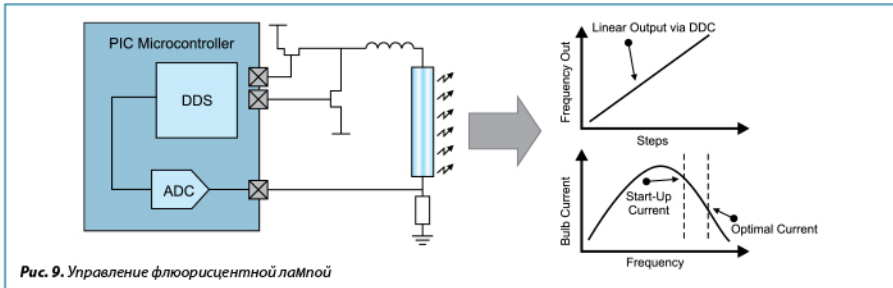 PIC Microcontroller
DDS
ADC
Linear Output via DDC
Frequency Out
Steps
Bulb Current
Start-Up
Current
Optimal Current
Frequency
Рис. 9. Управление флюорисцентной лампой